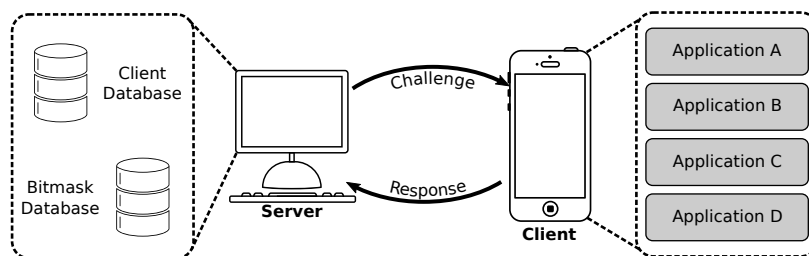 Client
Database
Bitmask
Database
Server
Challenge
Response
Client
Application A
Application B
Application C
Application D